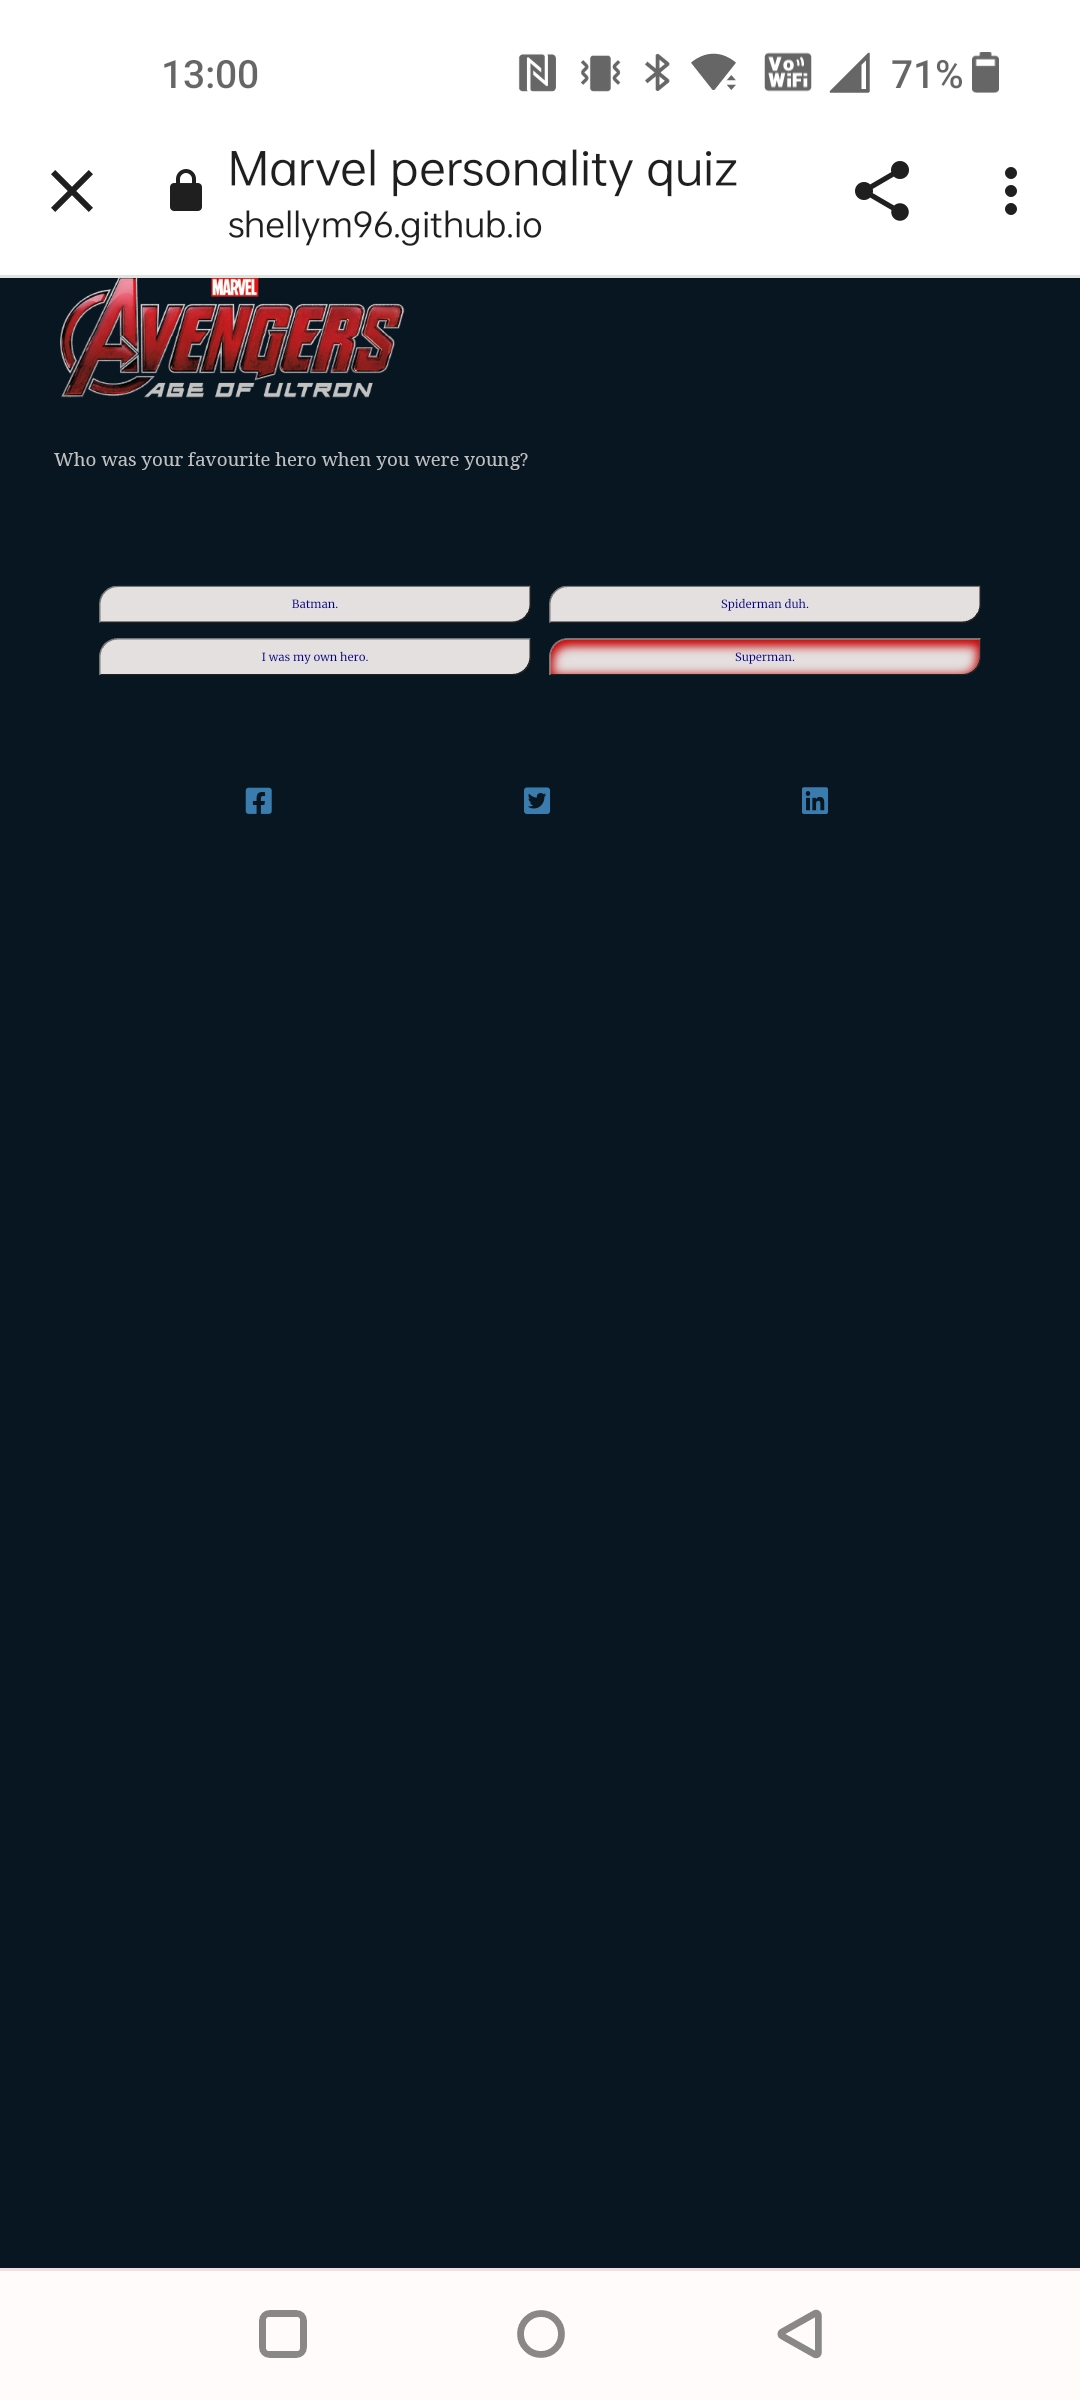 13:00
Vo WiFi
71%
Marvel personality quiz
shellym96.github.io
MARVEL
AVENGERS
AGE OF ULTRON
Who was your favourite hero when you were young?
Batman.
Spiderman duh.
I was my own hero.
Superman.